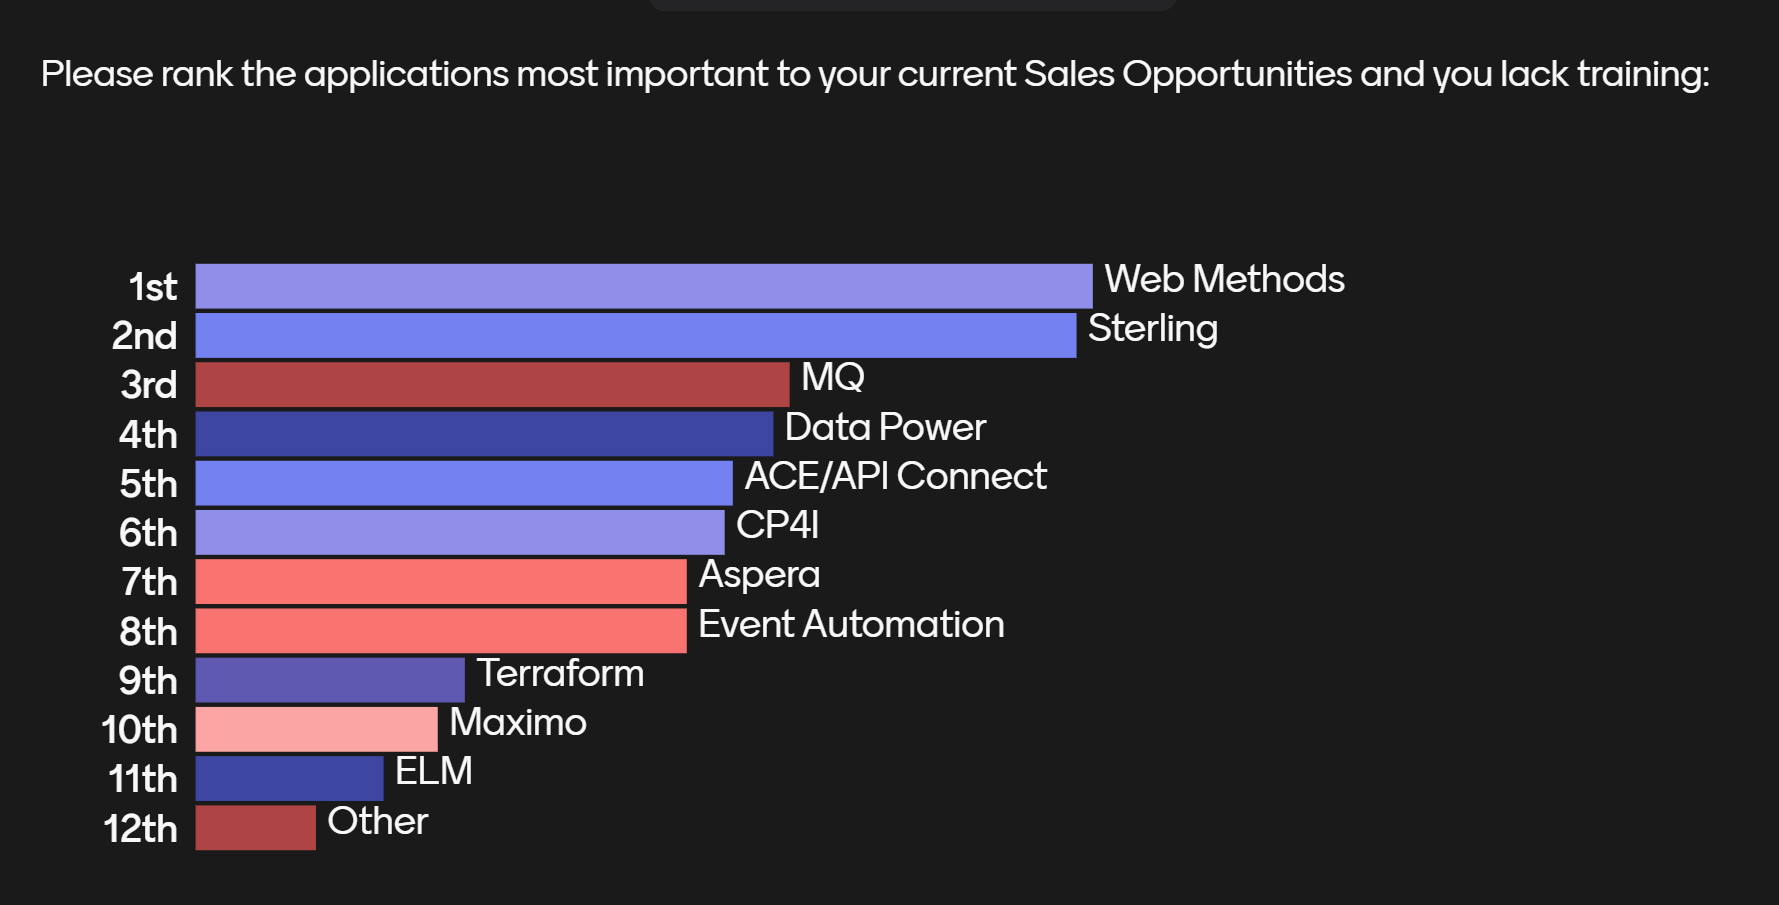 Please rank the applications most important to your current Sales Opportunities and you lack training:
1st Web Methods
2nd Sterling
3rd MQ
4th Data Power
5th ACE/API Connect
6th CP4I
7th Aspera
8th Event Automation
9th Terraform
10th Maximo
11th ELM
12th Other